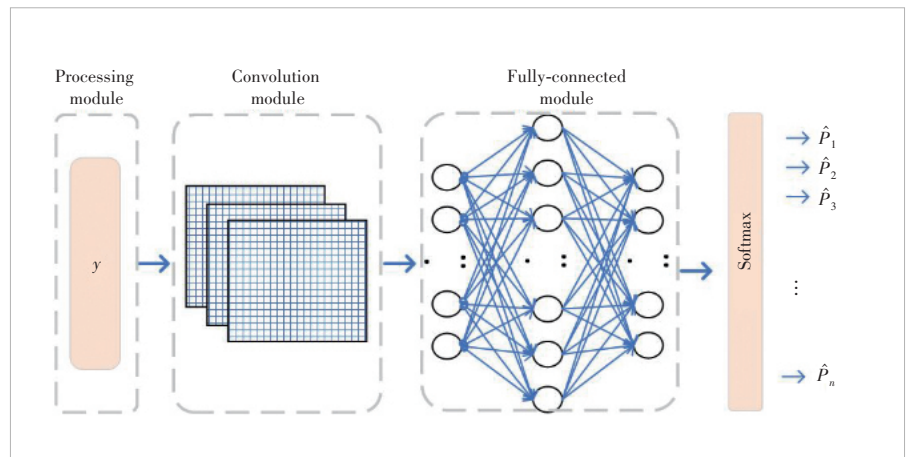 Processing
module
Convolution
module
Fully-connected
module
y
Softmax
P̂₁
P̂₂
P̂₃
⋮
P̂ₙ